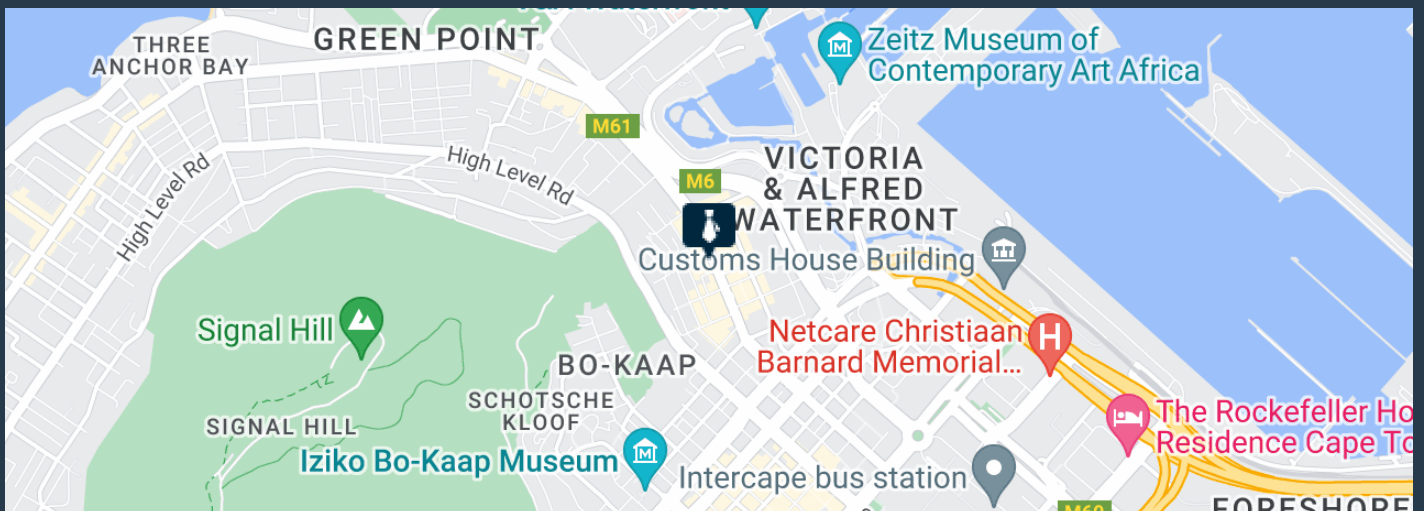 THREE
ANCHOR BAY
GREEN POINT
Zeitz Museum of
Contemporary Art Africa
M61
High Level Rd
High Level Rd
M6
VICTORIA
& ALFRED
WATERFRONT
Customs House Building
Signal Hill
Netcare Christiaan
Barnard Memorial...
BO-KAAP
SCHOTSCHE
KLOOF
SIGNAL HILL
The Rockefeller Ho
Residence Cape To
Iziko Bo-Kaap Museum
Intercape bus station
FORESHORE